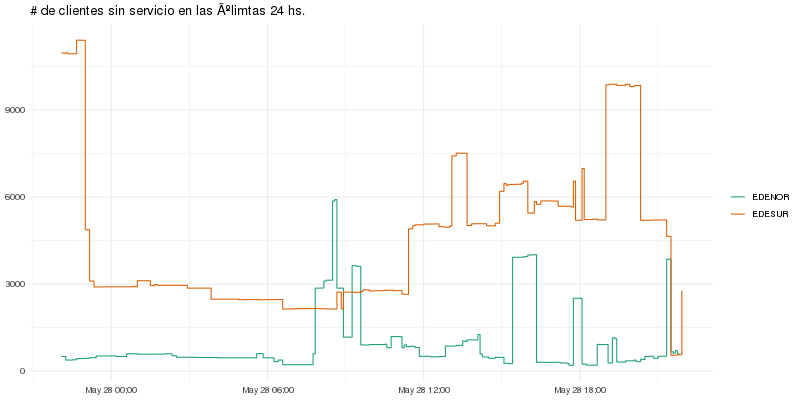 # de clientes sin servicio en las Ãºlimtas 24 hs.
9000
6000
3000
0
May 28 00:00
May 28 06:00
May 28 12:00
May 28 18:00
EDENOR
EDESUR